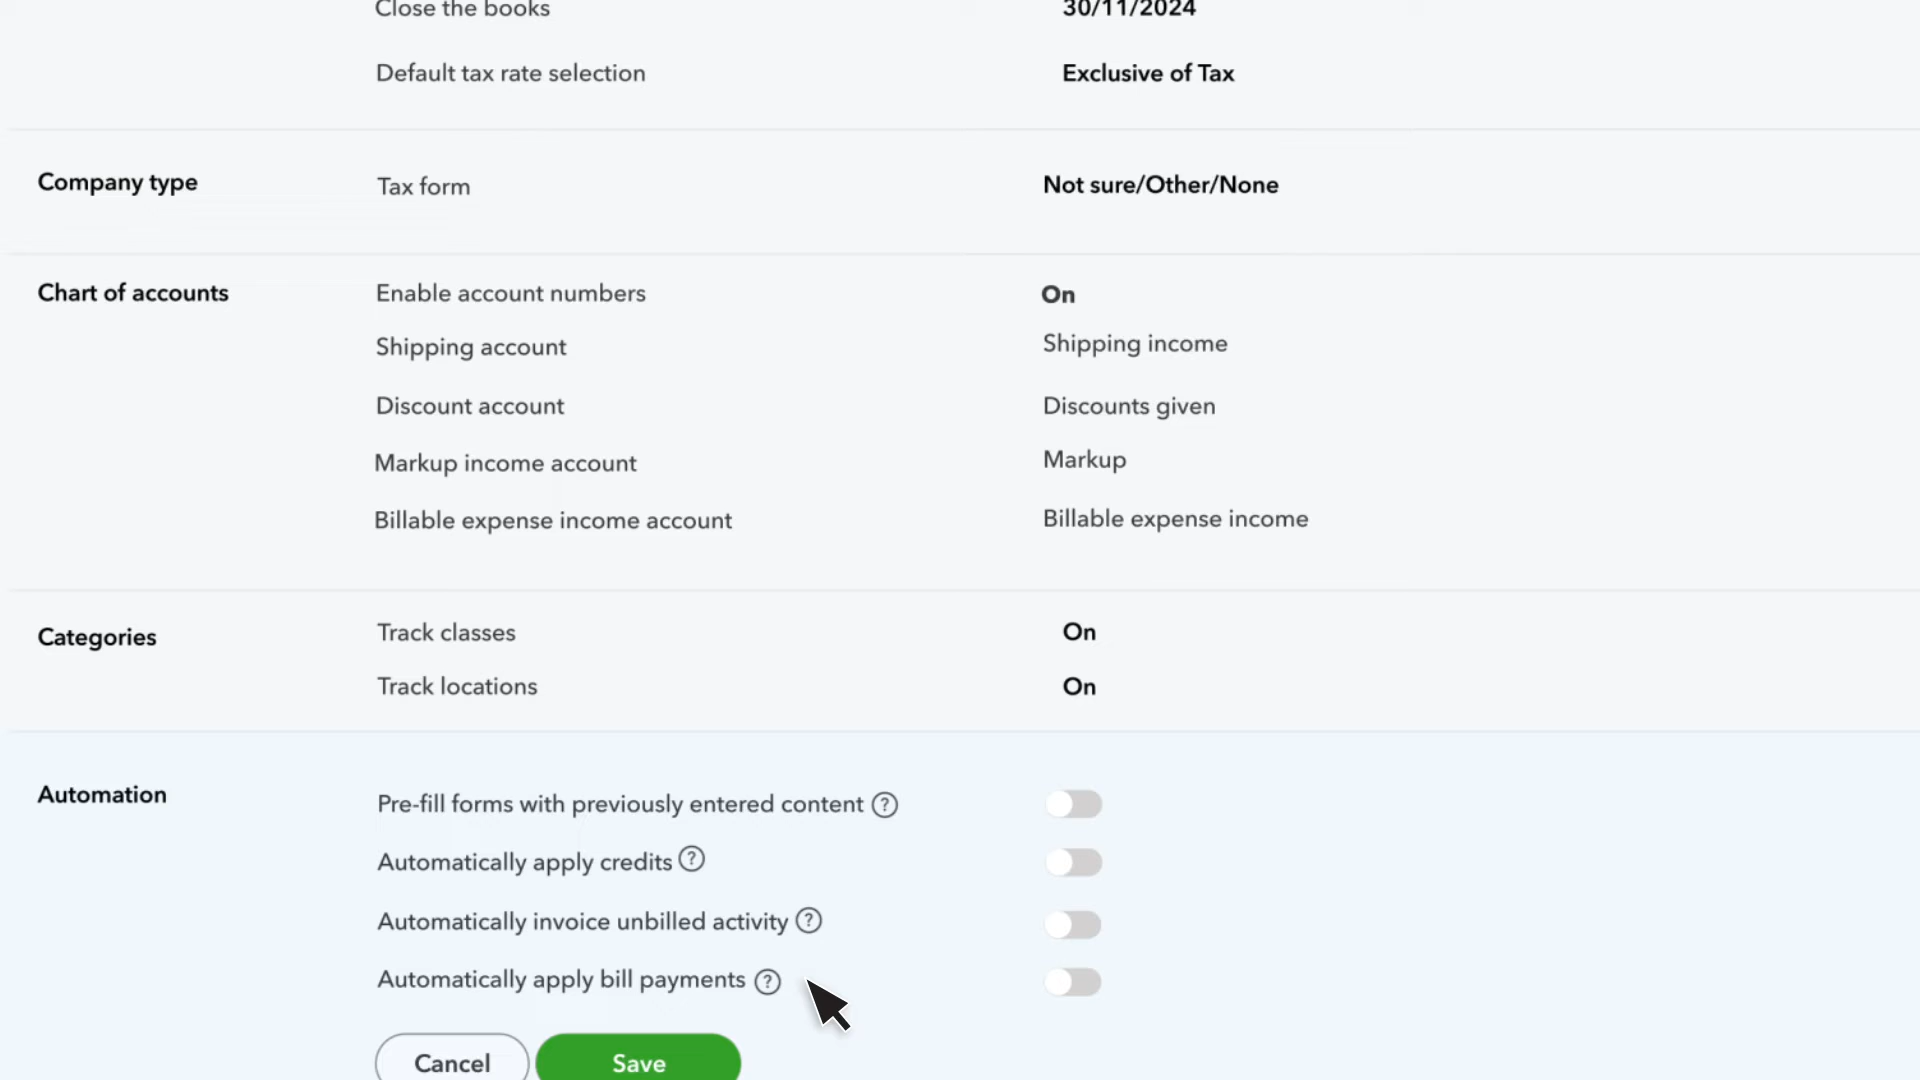 Close the books 30/11/2024
Default tax rate selection Exclusive of Tax
Company type Tax form Not sure/Other/None
Chart of accounts Enable account numbers On
Shipping account Shipping income
Discount account Discounts given
Markup income account Markup
Billable expense income account Billable expense income
Categories Track classes On
Track locations On
Automation Pre-fill forms with previously entered content ?
Automatically apply credits ?
Automatically invoice unbilled activity ?
Automatically apply bill payments ?
Cancel Save